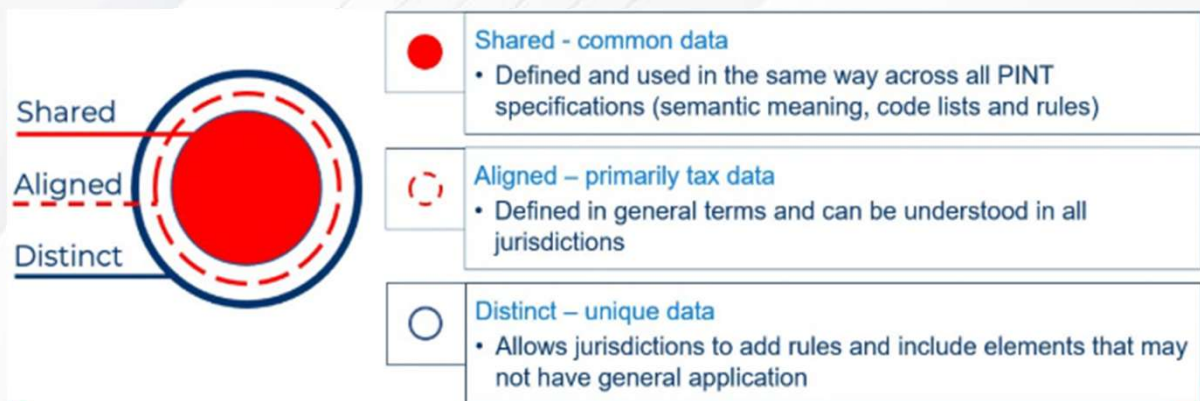 Shared
Aligned
Distinct
Shared - common data
• Defined and used in the same way across all PINT
specifications (semantic meaning, code lists and rules)
Aligned – primarily tax data
• Defined in general terms and can be understood in all
jurisdictions
Distinct – unique data
• Allows jurisdictions to add rules and include elements that may
not have general application